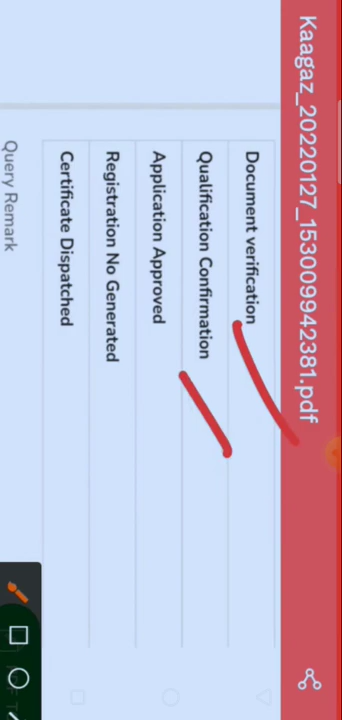 Kaagaz_20220127_153009942381.pdf
Document verification
Qualification Confirmation
Application Approved
Registration No Generated
Certificate Dispatched
Query Remark